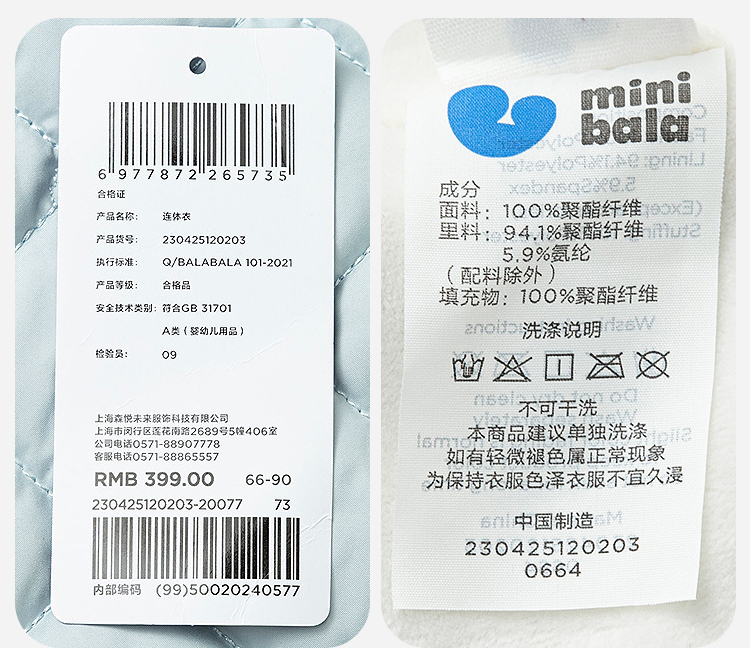 6 977872 265735
合格证
产品名称： 连体衣
产品货号： 230425120203
执行标准： Q/BALABALA 101-2021
产品等级： 合格品
安全技术类别： 符合GB 31701
A类（婴幼儿用品）
检验员： 09
上海森悦未来服饰科技有限公司
上海市闵行区莲花南路2689号5幢406室
公司电话0571-88907778
客服电话0571-88865557
RMB 399.00 66-90
230425120203-20077 73
内部编码 (99)50020240577
mini
bala
成分
面料：100%聚酯纤维
里料：94.1%聚酯纤维
5.9%氨纶
（配料除外）
填充物：100%聚酯纤维
洗涤说明
不可干洗
本商品建议单独洗涤
如有轻微褪色属正常现象
为保持衣服色泽衣服不宜久浸
中国制造
230425120203
0664